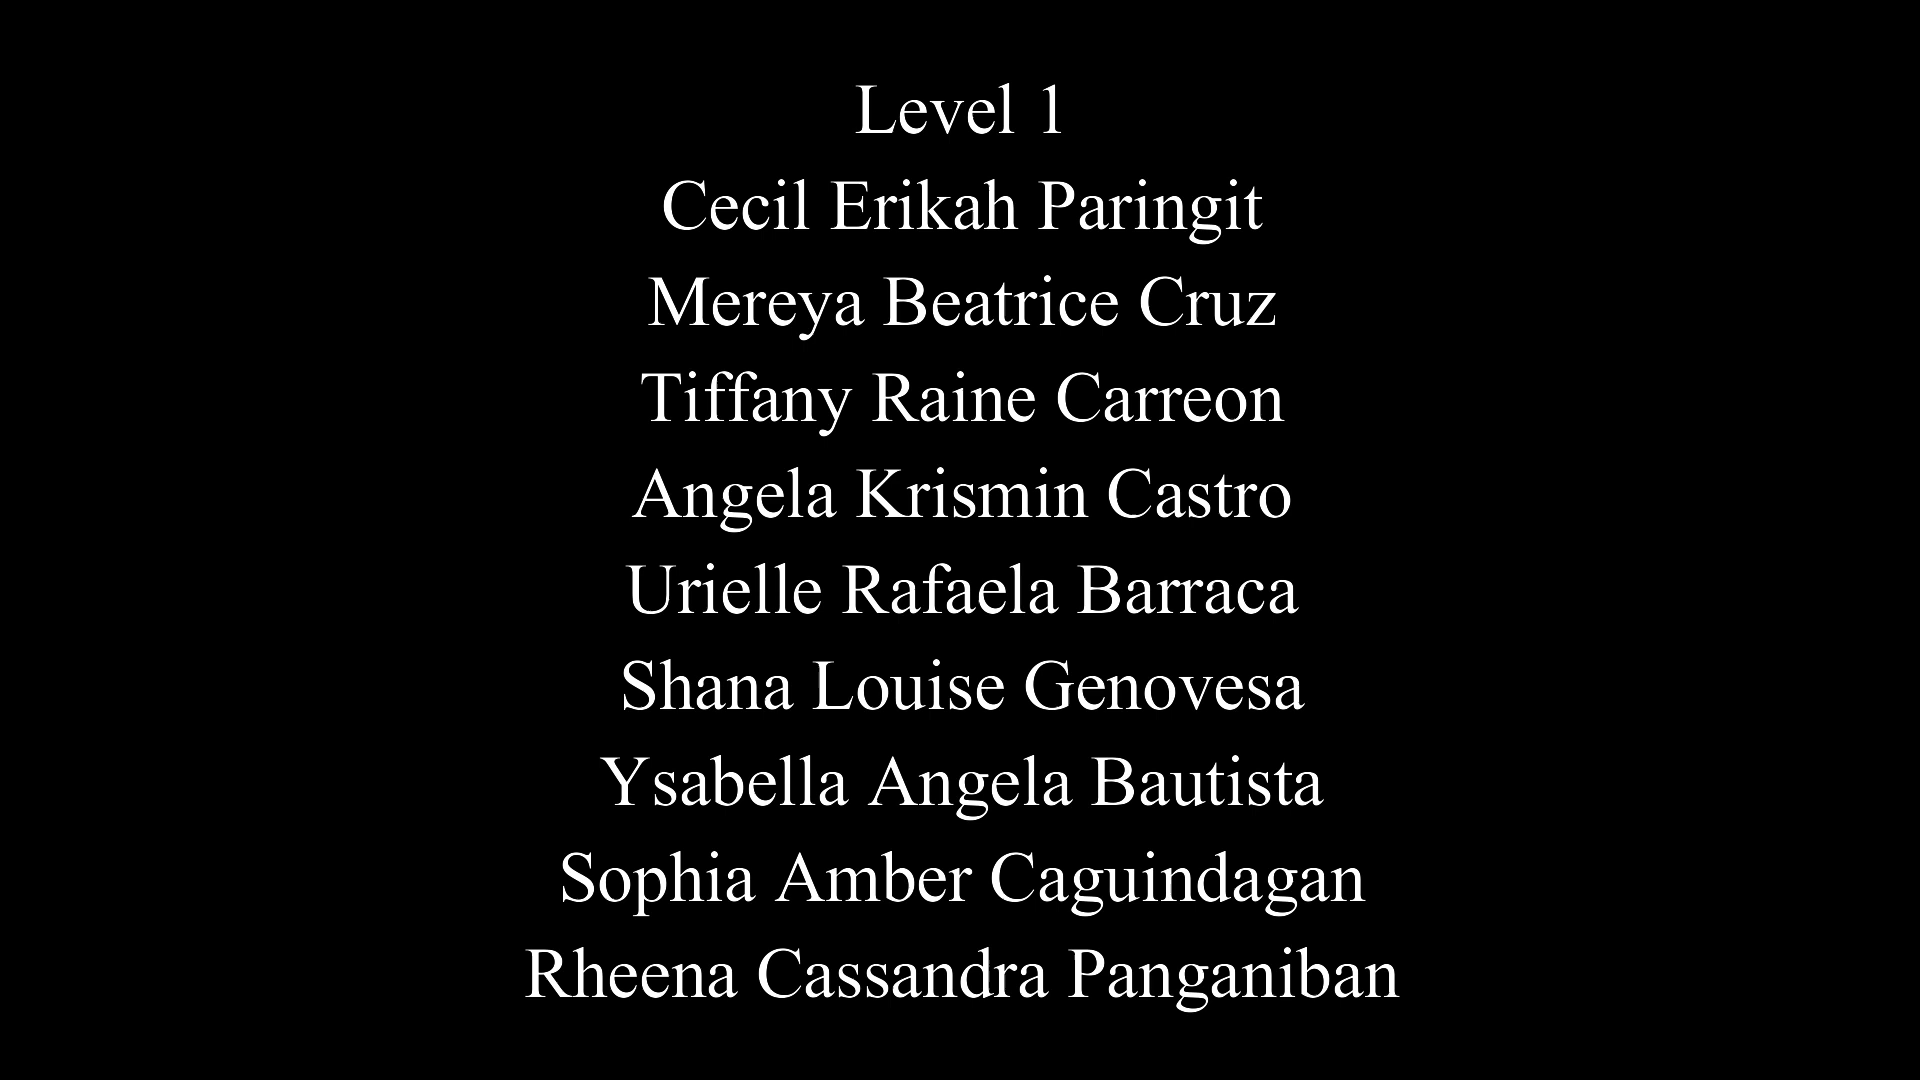 Level 1
Cecil Erikah Paringit
Mereya Beatrice Cruz
Tiffany Raine Carreon
Angela Krismin Castro
Urielle Rafaela Barraca
Shana Louise Genovesa
Ysabella Angela Bautista
Sophia Amber Caguindagan
Rheena Cassandra Panganiban